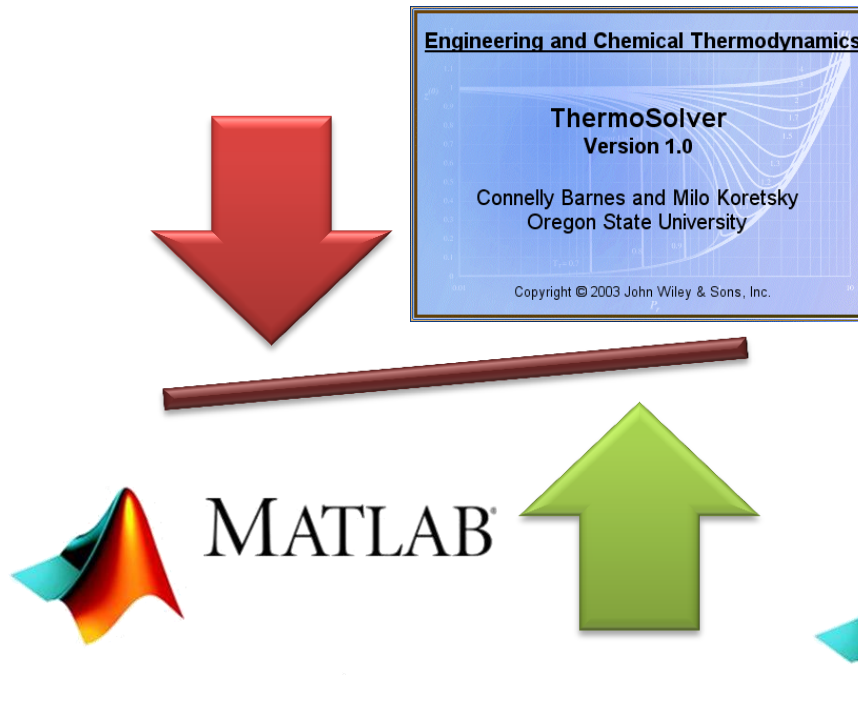 Engineering and Chemical Thermodynamics
ThermoSolver
Version 1.0
Connelly Barnes and Milo Koretsky
Oregon State University
Copyright © 2003 John Wiley & Sons, Inc.
MATLAB®